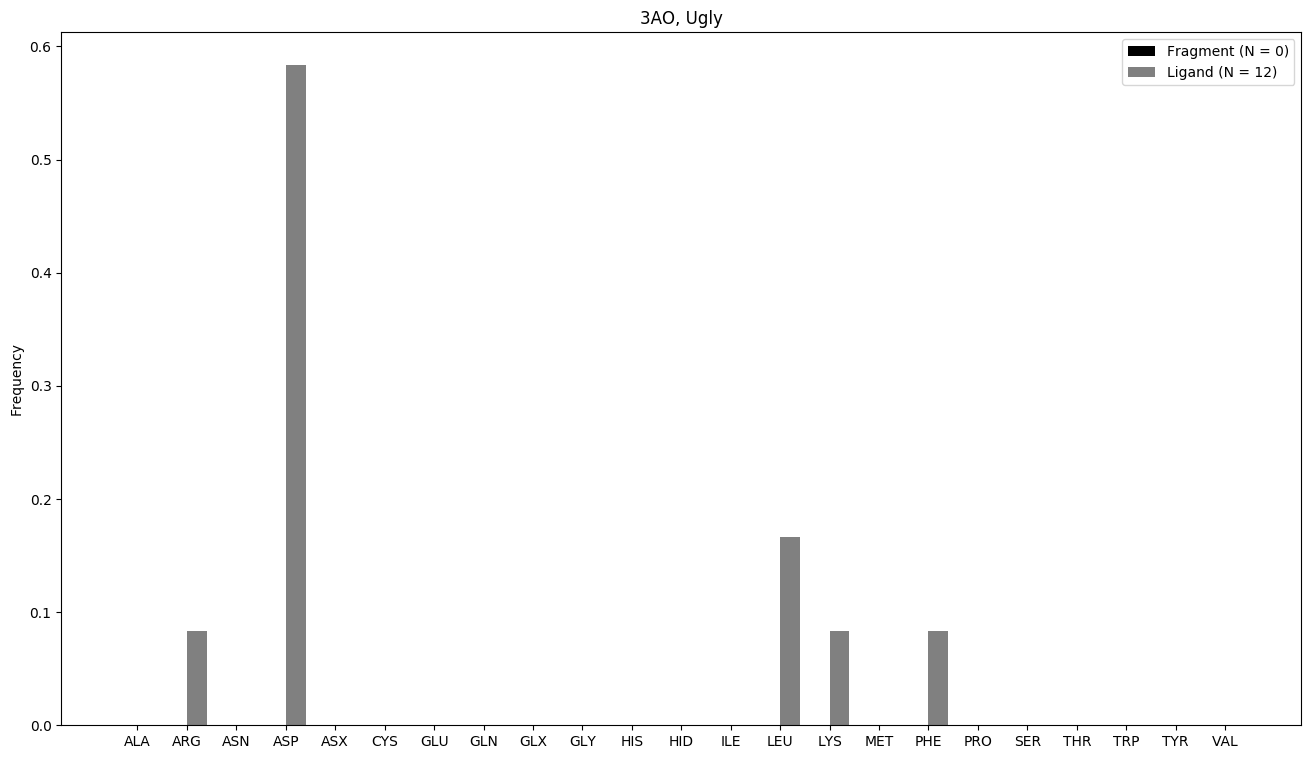 3AO, Ugly
Fragment (N = 0)
Ligand (N = 12)
Frequency
0.6
0.5
0.4
0.3
0.2
0.1
0.0
ALA ARG ASN ASP ASX CYS GLU GLN GLX GLY HIS HID ILE LEU LYS MET PHE PRO SER THR TRP TYR VAL